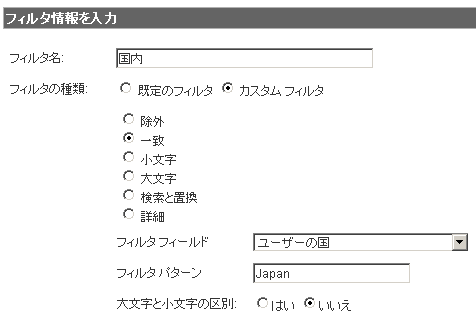 フィルタ情報を入力
フィルタ名: 国内
フィルタの種類: 既定のフィルタ カスタム フィルタ
除外
一致
小文字
大文字
検索と置換
詳細
フィルタ フィールド ユーザーの国
フィルタ パターン Japan
大文字と小文字の区別: はい いいえ